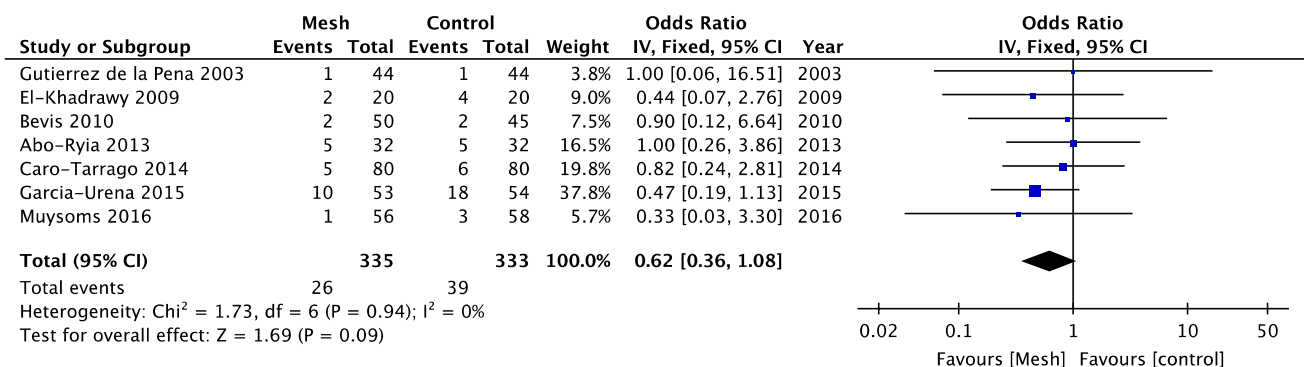 Mesh Control Odds Ratio Odds Ratio
Study or Subgroup Events Total Events Total Weight IV, Fixed, 95% CI Year IV, Fixed, 95% CI
Gutierrez de la Pena 2003 1 44 1 44 3.8% 1.00 [0.06, 16.51] 2003
El-Khadrawy 2009 2 20 4 20 9.0% 0.44 [0.07, 2.76] 2009
Bevis 2010 2 50 2 45 7.5% 0.90 [0.12, 6.64] 2010
Abo-Ryia 2013 5 32 5 32 16.5% 1.00 [0.26, 3.86] 2013
Caro-Tarrago 2014 5 80 6 80 19.8% 0.82 [0.24, 2.81] 2014
Garcia-Urena 2015 10 53 18 54 37.8% 0.47 [0.19, 1.13] 2015
Muysoms 2016 1 56 3 58 5.7% 0.33 [0.03, 3.30] 2016
Total (95% CI) 335 333 100.0% 0.62 [0.36, 1.08]
Total events 26 39
Heterogeneity: Chi² = 1.73, df = 6 (P = 0.94); I² = 0%
Test for overall effect: Z = 1.69 (P = 0.09)
0.02 0.1 1 10 50
Favours [Mesh] Favours [control]